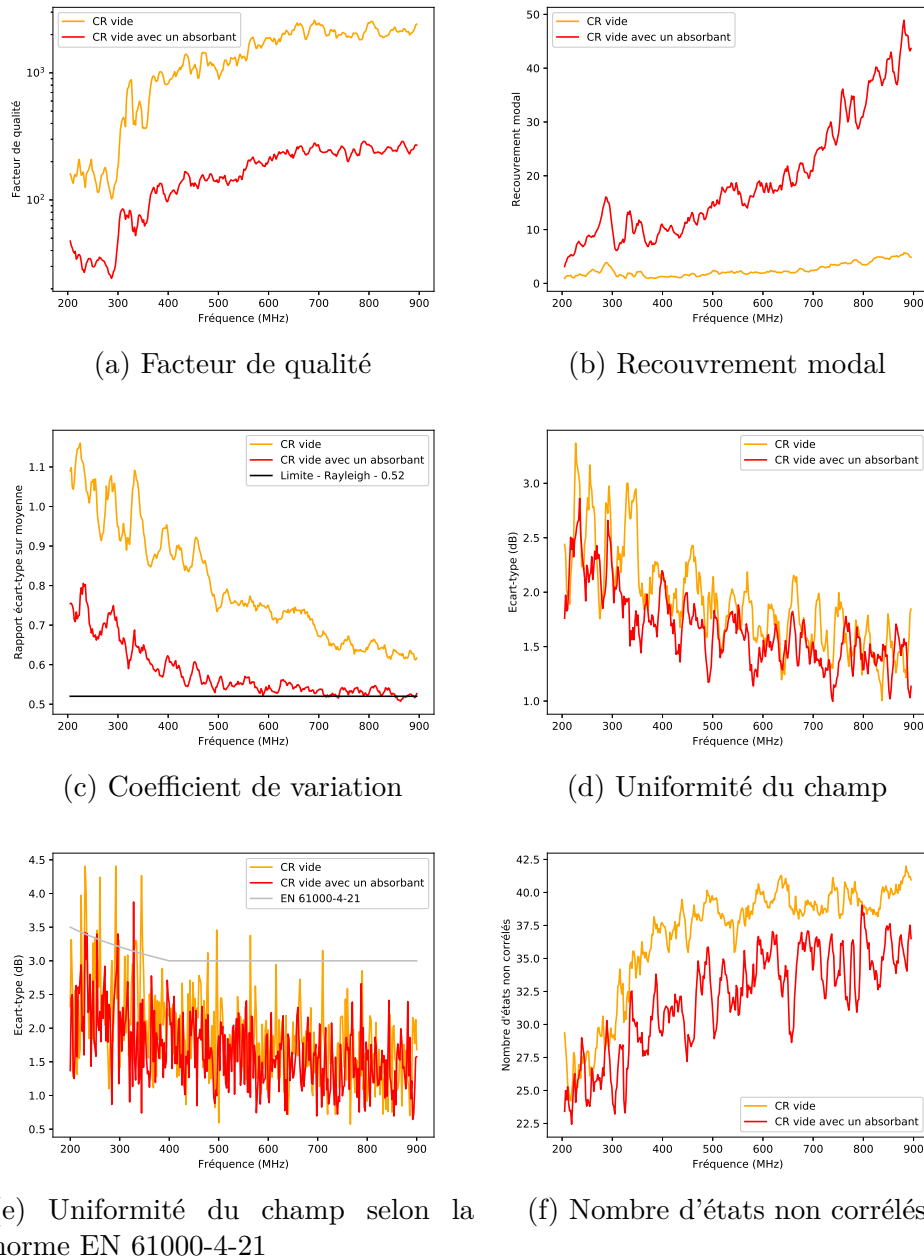 10³
10²
Facteur de qualité
CR vide
CR vide avec un absorbant
200 300 400 500 600 700 800 900
Fréquence (MHz)
(a) Facteur de qualité
50
40
30
20
10
0
Recouvrement modal
CR vide
CR vide avec un absorbant
200 300 400 500 600 700 800 900
Fréquence (MHz)
(b) Recouvrement modal
1.1
1.0
0.9
0.8
0.7
0.6
0.5
Rapport écart-type sur moyenne
CR vide
CR vide avec un absorbant
Limite - Rayleigh - 0.52
200 300 400 500 600 700 800 900
Fréquence (MHz)
(c) Coefficient de variation
3.0
2.5
2.0
1.5
1.0
Ecart-type (dB)
CR vide
CR vide avec un absorbant
200 300 400 500 600 700 800 900
Fréquence (MHz)
(d) Uniformité du champ
4.5
4.0
3.5
3.0
2.5
2.0
1.5
1.0
0.5
Ecart-type (dB)
CR vide
CR vide avec un absorbant
EN 61000-4-21
200 300 400 500 600 700 800 900
Fréquence (MHz)
e) Uniformité du champ selon la
norme EN 61000-4-21
42.5
40.0
37.5
35.0
32.5
30.0
27.5
25.0
22.5
Nombre d'états non corrélés
CR vide
CR vide avec un absorbant
200 300 400 500 600 700 800 900
Fréquence (MHz)
(f) Nombre d'états non corrélés